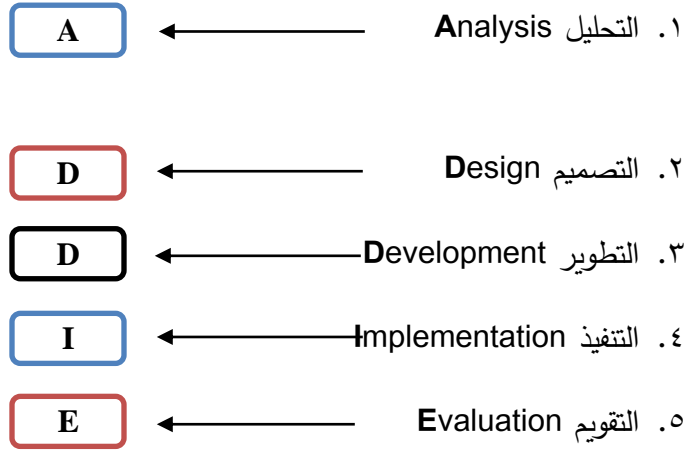 ١. التحليل Analysis
A
٢. التصميم Design
D
٣. التطوير Development
D
٤. التنفيذ Implementation
I
٥. التقويم Evaluation
E